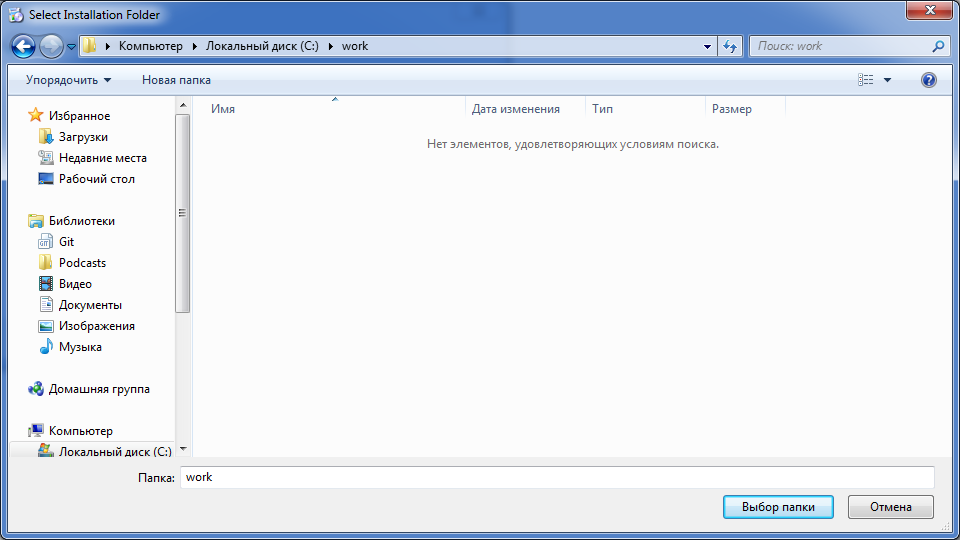 Select Installation Folder
Компьютер Локальный диск (C:) work
Поиск: work
Упорядочить Новая папка
Имя Дата изменения Тип Размер
Нет элементов, удовлетворяющих условиям поиска.
Избранное
Загрузки
Недавние места
Рабочий стол
Библиотеки
Git
Podcasts
Видео
Документы
Изображения
Музыка
Домашняя группа
Компьютер
Локальный диск (C:)
Папка: work
Выбор папки Отмена